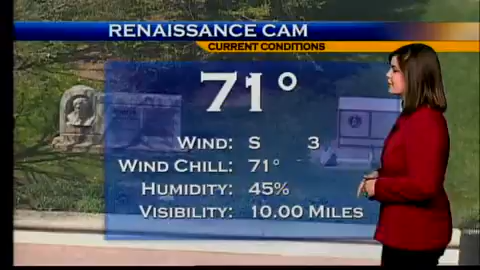 RENAISSANCE CAM
CURRENT CONDITIONS
71°
WIND: S 3
WIND CHILL: 71°
HUMIDITY: 45%
VISIBILITY: 10.00 MILES